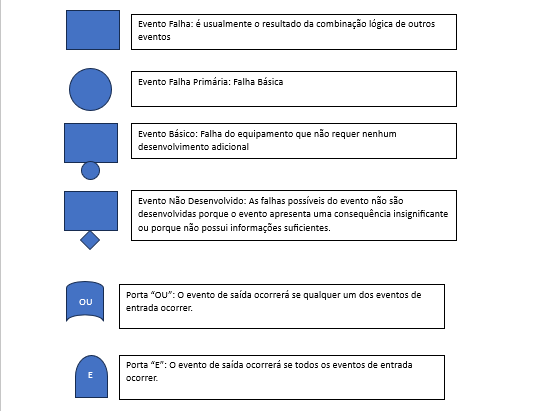 Evento Falha: é usualmente o resultado da combinação lógica de outros
eventos
Evento Falha Primária: Falha Básica
Evento Básico: Falha do equipamento que não requer nenhum
desenvolvimento adicional
Evento Não Desenvolvido: As falhas possíveis do evento não são
desenvolvidas porque o evento apresenta uma consequência insignificante
ou porque não possui informações suficientes.
OU
Porta “OU”: O evento de saída ocorrerá se qualquer um dos eventos de
entrada ocorrer.
E
Porta “E”: O evento de saída ocorrerá se todos os eventos de entrada
ocorrer.